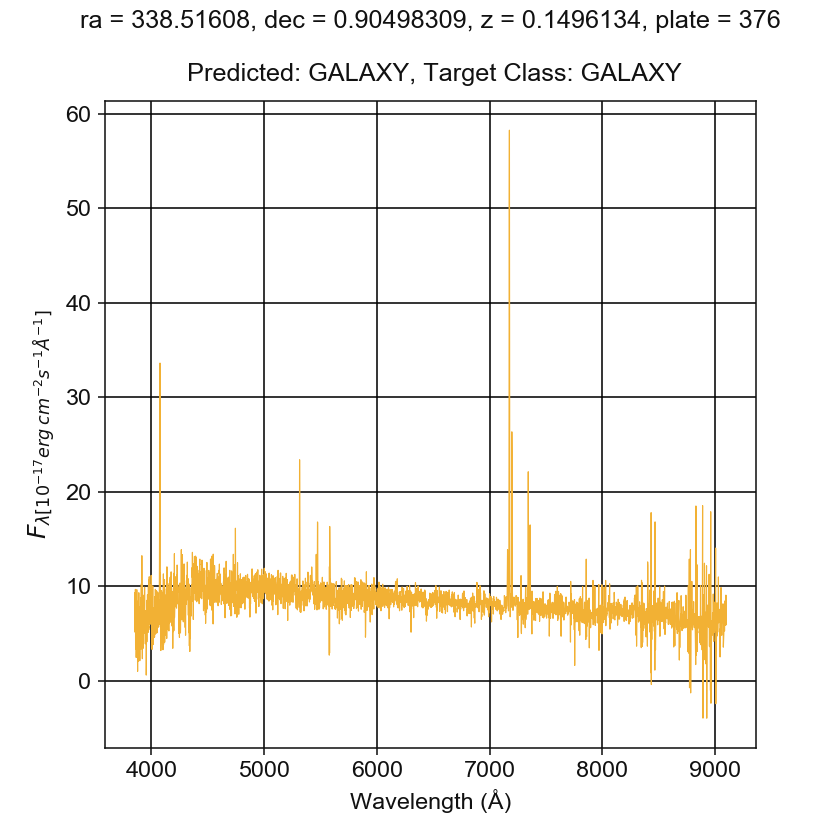 ra = 338.51608, dec = 0.90498309, z = 0.1496134, plate = 376
Predicted: GALAXY, Target Class: GALAXY
60
50
40
30
20
10
0
F_{λ[10^{−17} erg cm^{−2} s^{−1} Å^{−1}]}
4000 5000 6000 7000 8000 9000
Wavelength (Å)